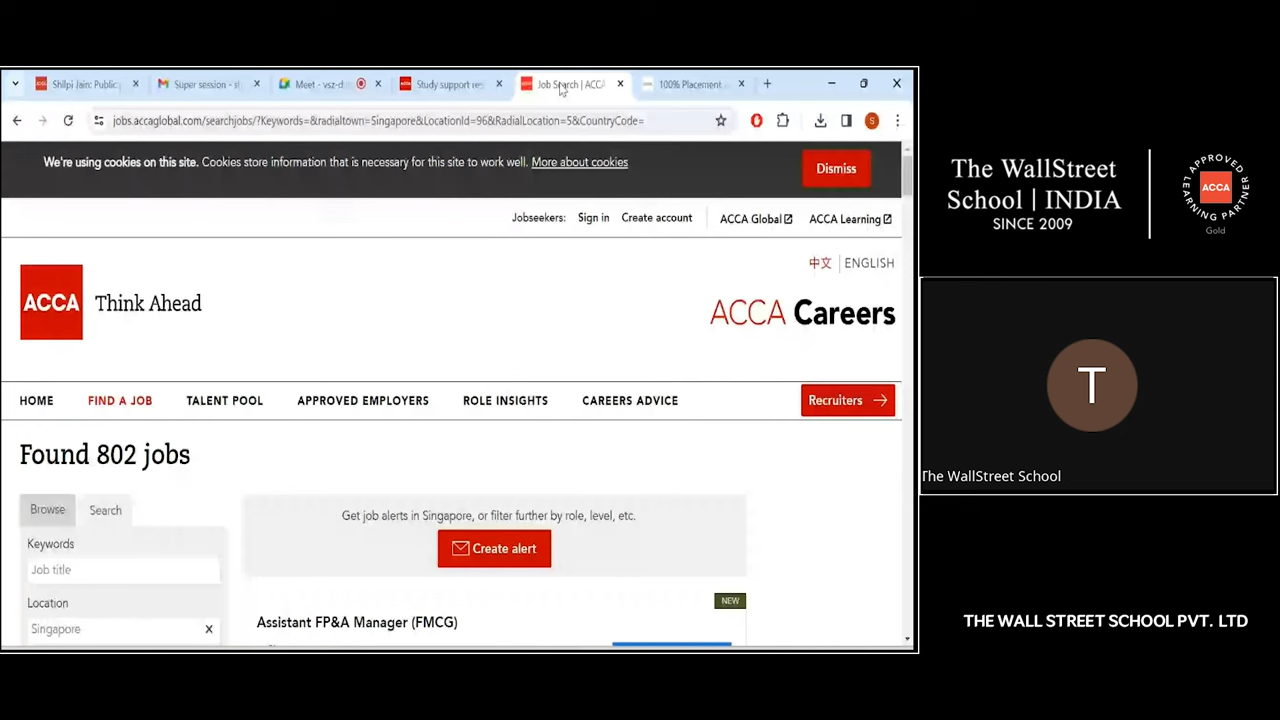 Shilpi Jain: Public
Super session - s
Meet - vsz-d
Study support re
Job Search | ACCA
100% Placement
jobs.accaglobal.com/searchjobs/?Keywords=&radialtown=Singapore&LocationId=96&RadialLocation=5&CountryCode=
S
We're using cookies on this site. Cookies store information that is necessary for this site to work well. More about cookies
Dismiss
Jobseekers: Sign in Create account ACCA Global ACCA Learning
中文 ENGLISH
ACCA Think Ahead
ACCA Careers
HOME FIND A JOB TALENT POOL APPROVED EMPLOYERS ROLE INSIGHTS CAREERS ADVICE Recruiters
Found 802 jobs
Browse Search
Keywords
Job title
Location
Singapore X
Get job alerts in Singapore, or filter further by role, level, etc.
Create alert
NEW
Assistant FP&A Manager (FMCG)
The WallStreet
School | INDIA
SINCE 2009
APPROVED
ACCA
LEARNING PARTNER
Gold
T
The WallStreet School
THE WALL STREET SCHOOL PVT. LTD